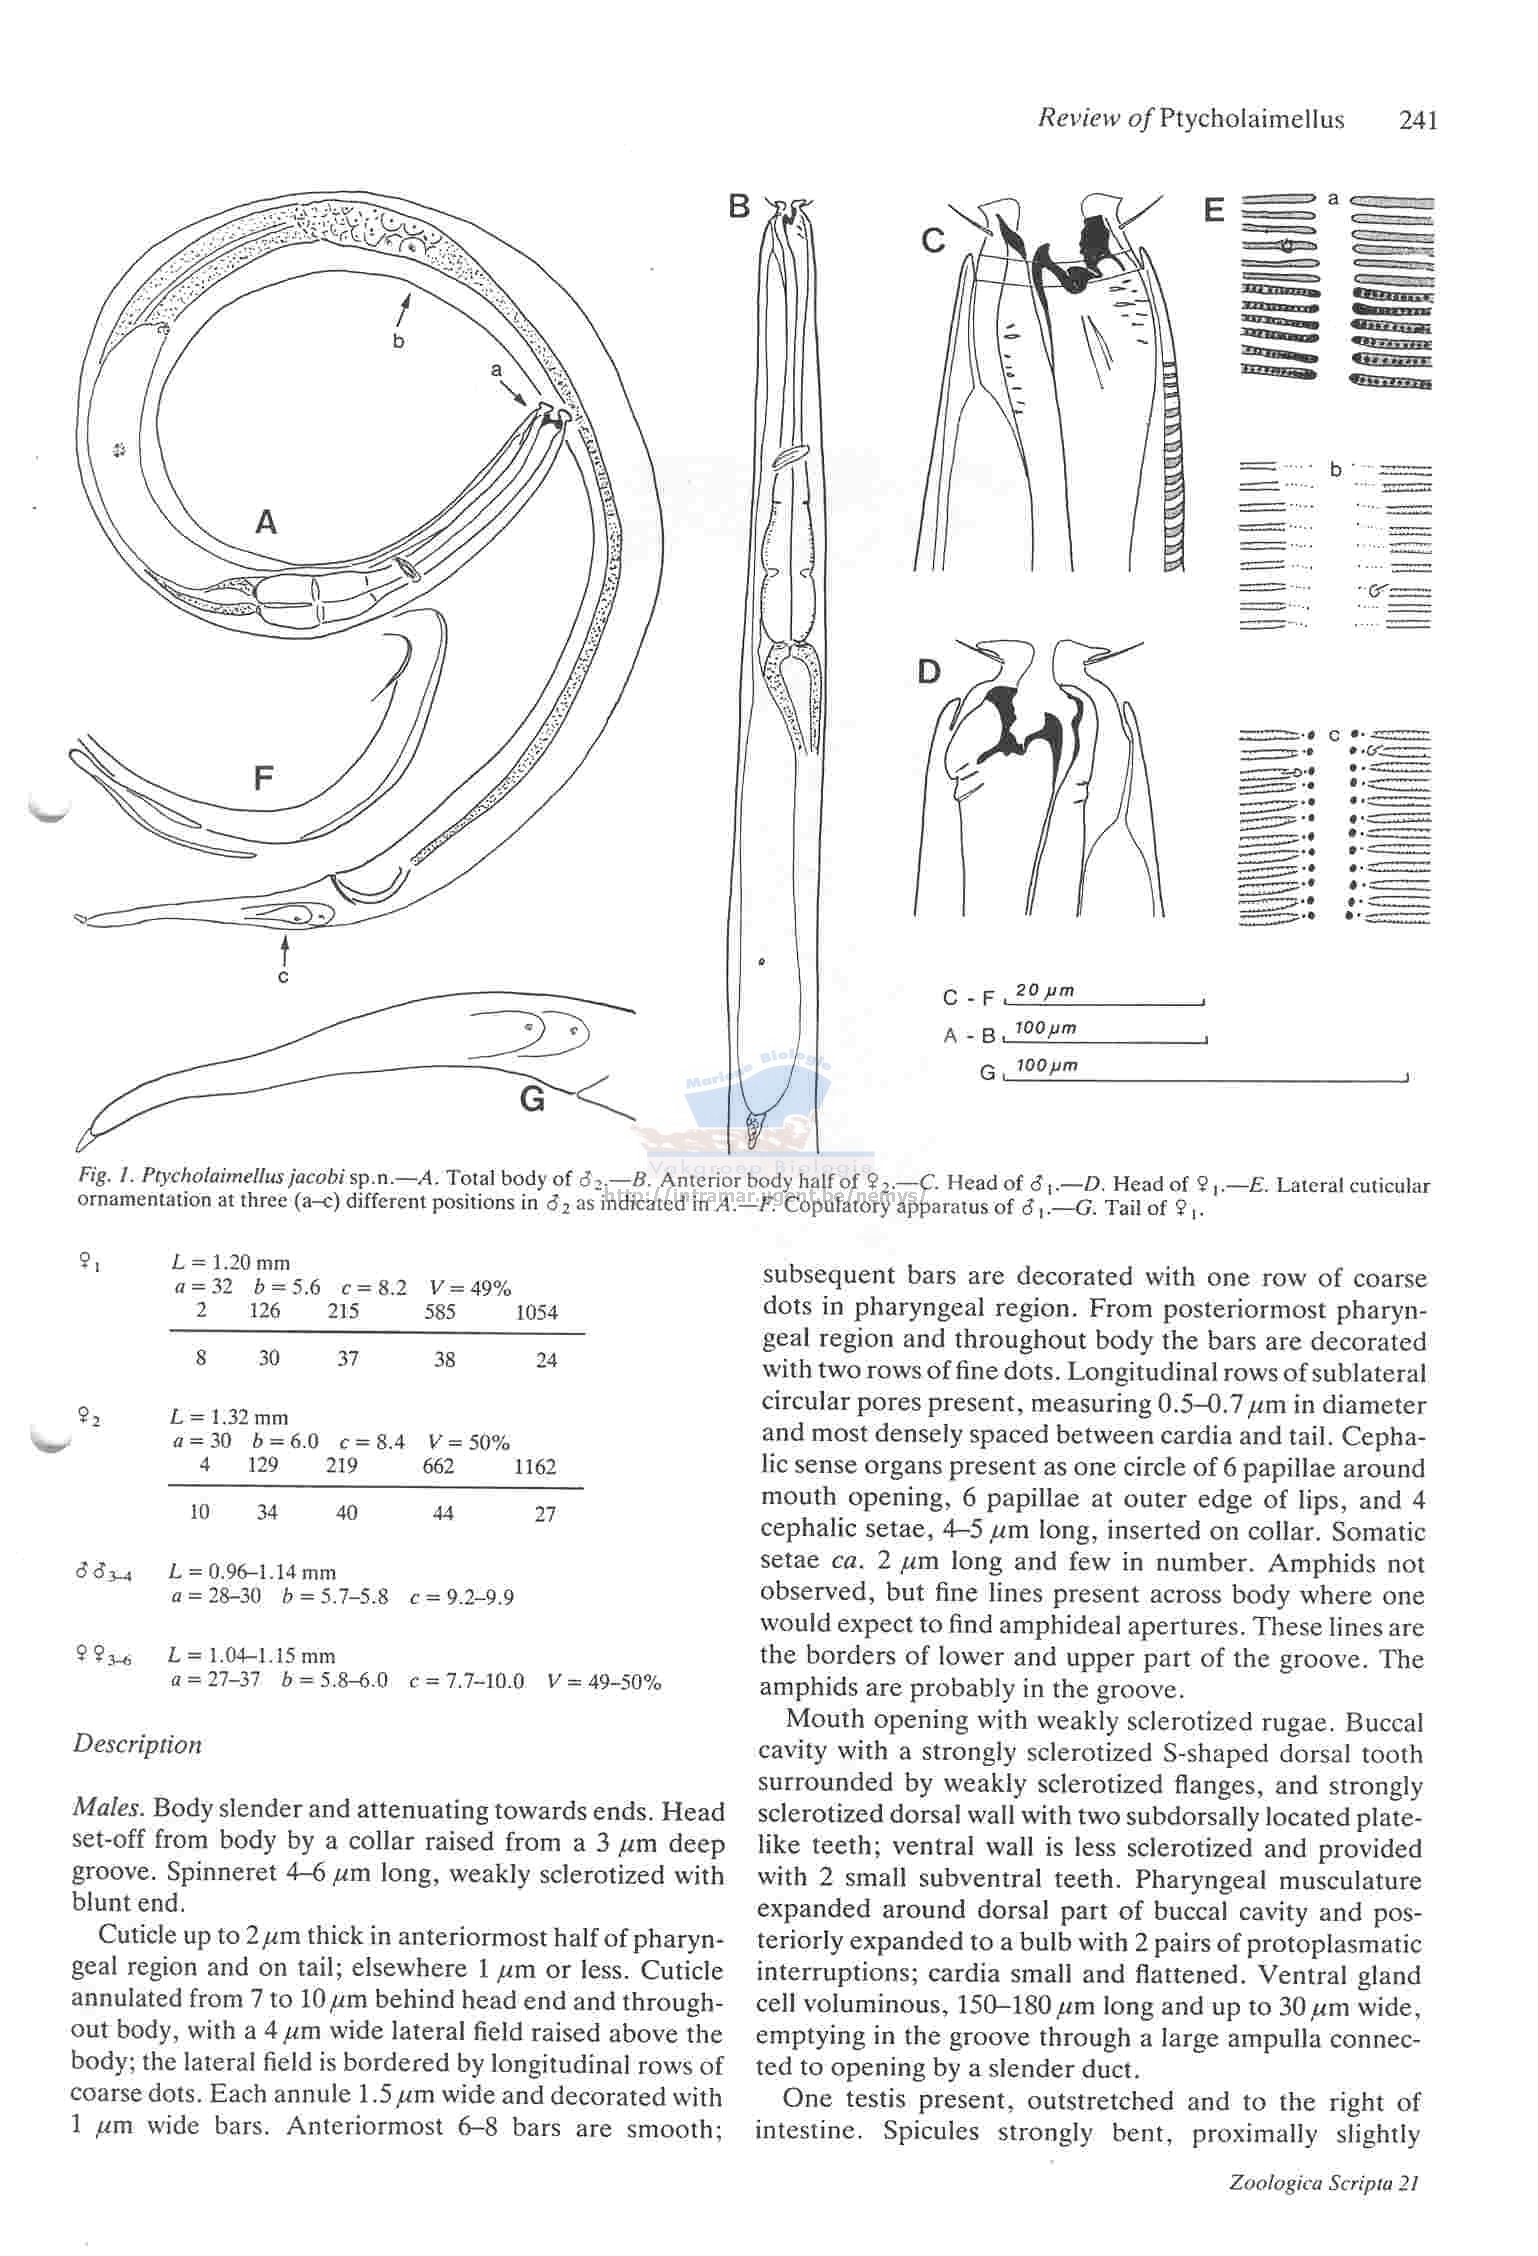 Review of Ptycholaimellus 241
A
B
C
D
E
F
G
a
b
c
a
b
c
C - F 20 µm
A - B 100 µm
G 100 µm
Marine Biologie
Vakgroep Biologie
http://intramar.ugent.be/nemys/
Fig. 1. Ptycholaimellus jacobi sp.n.—A. Total body of ♂2.—B. Anterior body half of ♀2.—C. Head of ♂1.—D. Head of ♀1.—E. Lateral cuticular
ornamentation at three (a–c) different positions in ♂2 as indicated in A.—F. Copulatory apparatus of ♂1.—G. Tail of ♀1.
♀1 L = 1.20 mm
a = 32 b = 5.6 c = 8.2 V = 49%
2 126 215 585 1054
8 30 37 38 24
♀2 L = 1.32 mm
a = 30 b = 6.0 c = 8.4 V = 50%
4 129 219 662 1162
10 34 40 44 27
♂♂3–4 L = 0.96–1.14 mm
a = 28–30 b = 5.7–5.8 c = 9.2–9.9
♀♀3–6 L = 1.04–1.15 mm
a = 27–37 b = 5.8–6.0 c = 7.7–10.0 V = 49–50%
Description
Males. Body slender and attenuating towards ends. Head
set-off from body by a collar raised from a 3 µm deep
groove. Spinneret 4–6 µm long, weakly sclerotized with
blunt end.
Cuticle up to 2 µm thick in anteriormost half of pharyn-
geal region and on tail; elsewhere 1 µm or less. Cuticle
annulated from 7 to 10 µm behind head end and through-
out body, with a 4 µm wide lateral field raised above the
body; the lateral field is bordered by longitudinal rows of
coarse dots. Each annule 1.5 µm wide and decorated with
1 µm wide bars. Anteriormost 6–8 bars are smooth;
subsequent bars are decorated with one row of coarse
dots in pharyngeal region. From posteriormost pharyn-
geal region and throughout body the bars are decorated
with two rows of fine dots. Longitudinal rows of sublateral
circular pores present, measuring 0.5–0.7 µm in diameter
and most densely spaced between cardia and tail. Cepha-
lic sense organs present as one circle of 6 papillae around
mouth opening, 6 papillae at outer edge of lips, and 4
cephalic setae, 4–5 µm long, inserted on collar. Somatic
setae ca. 2 µm long and few in number. Amphids not
observed, but fine lines present across body where one
would expect to find amphideal apertures. These lines are
the borders of lower and upper part of the groove. The
amphids are probably in the groove.
Mouth opening with weakly sclerotized rugae. Buccal
cavity with a strongly sclerotized S-shaped dorsal tooth
surrounded by weakly sclerotized flanges, and strongly
sclerotized dorsal wall with two subdorsally located plate-
like teeth; ventral wall is less sclerotized and provided
with 2 small subventral teeth. Pharyngeal musculature
expanded around dorsal part of buccal cavity and pos-
teriorly expanded to a bulb with 2 pairs of protoplasmatic
interruptions; cardia small and flattened. Ventral gland
cell voluminous, 150–180 µm long and up to 30 µm wide,
emptying in the groove through a large ampulla connec-
ted to opening by a slender duct.
One testis present, outstretched and to the right of
intestine. Spicules strongly bent, proximally slightly
Zoologica Scripta 21